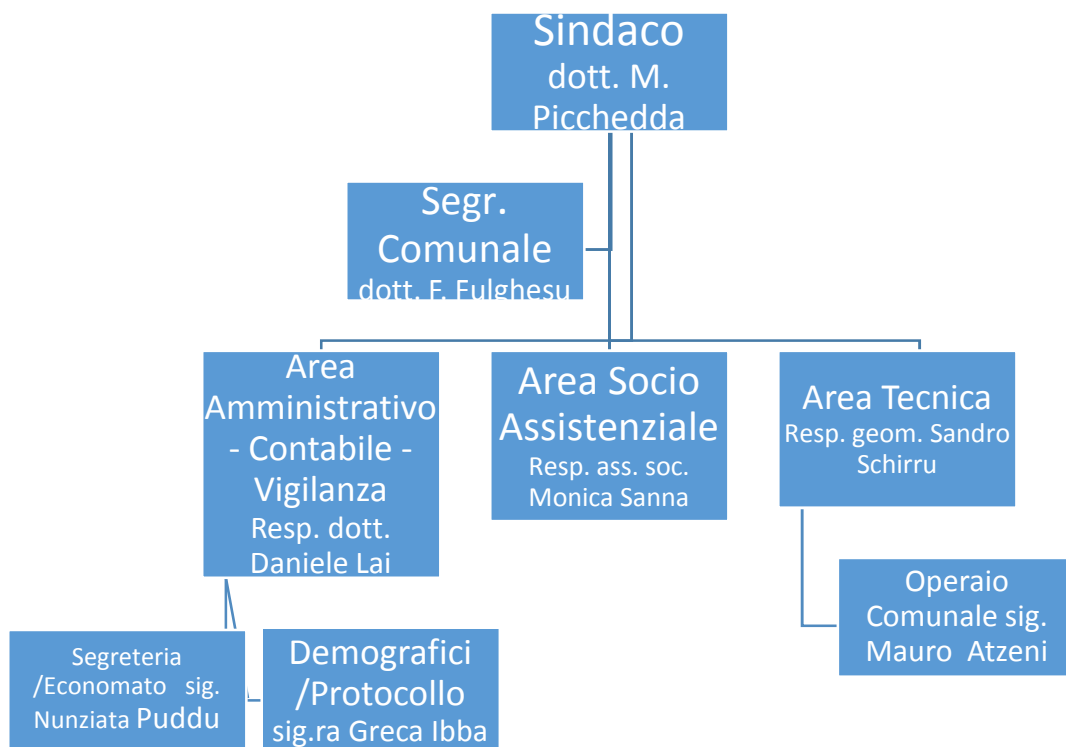 Sindaco
dott. M.
Picchedda
Segr.
Comunale
dott. F. Fulghesu
Area
Amministrativo
- Contabile -
Vigilanza
Resp. dott.
Daniele Lai
Area Socio
Assistenziale
Resp. ass. soc.
Monica Sanna
Area Tecnica
Resp. geom. Sandro
Schirru
Segreteria
/Economato sig.
Nunziata Puddu
Demografici
/Protocollo
sig.ra Greca Ibba
Operaio
Comunale sig.
Mauro Atzeni